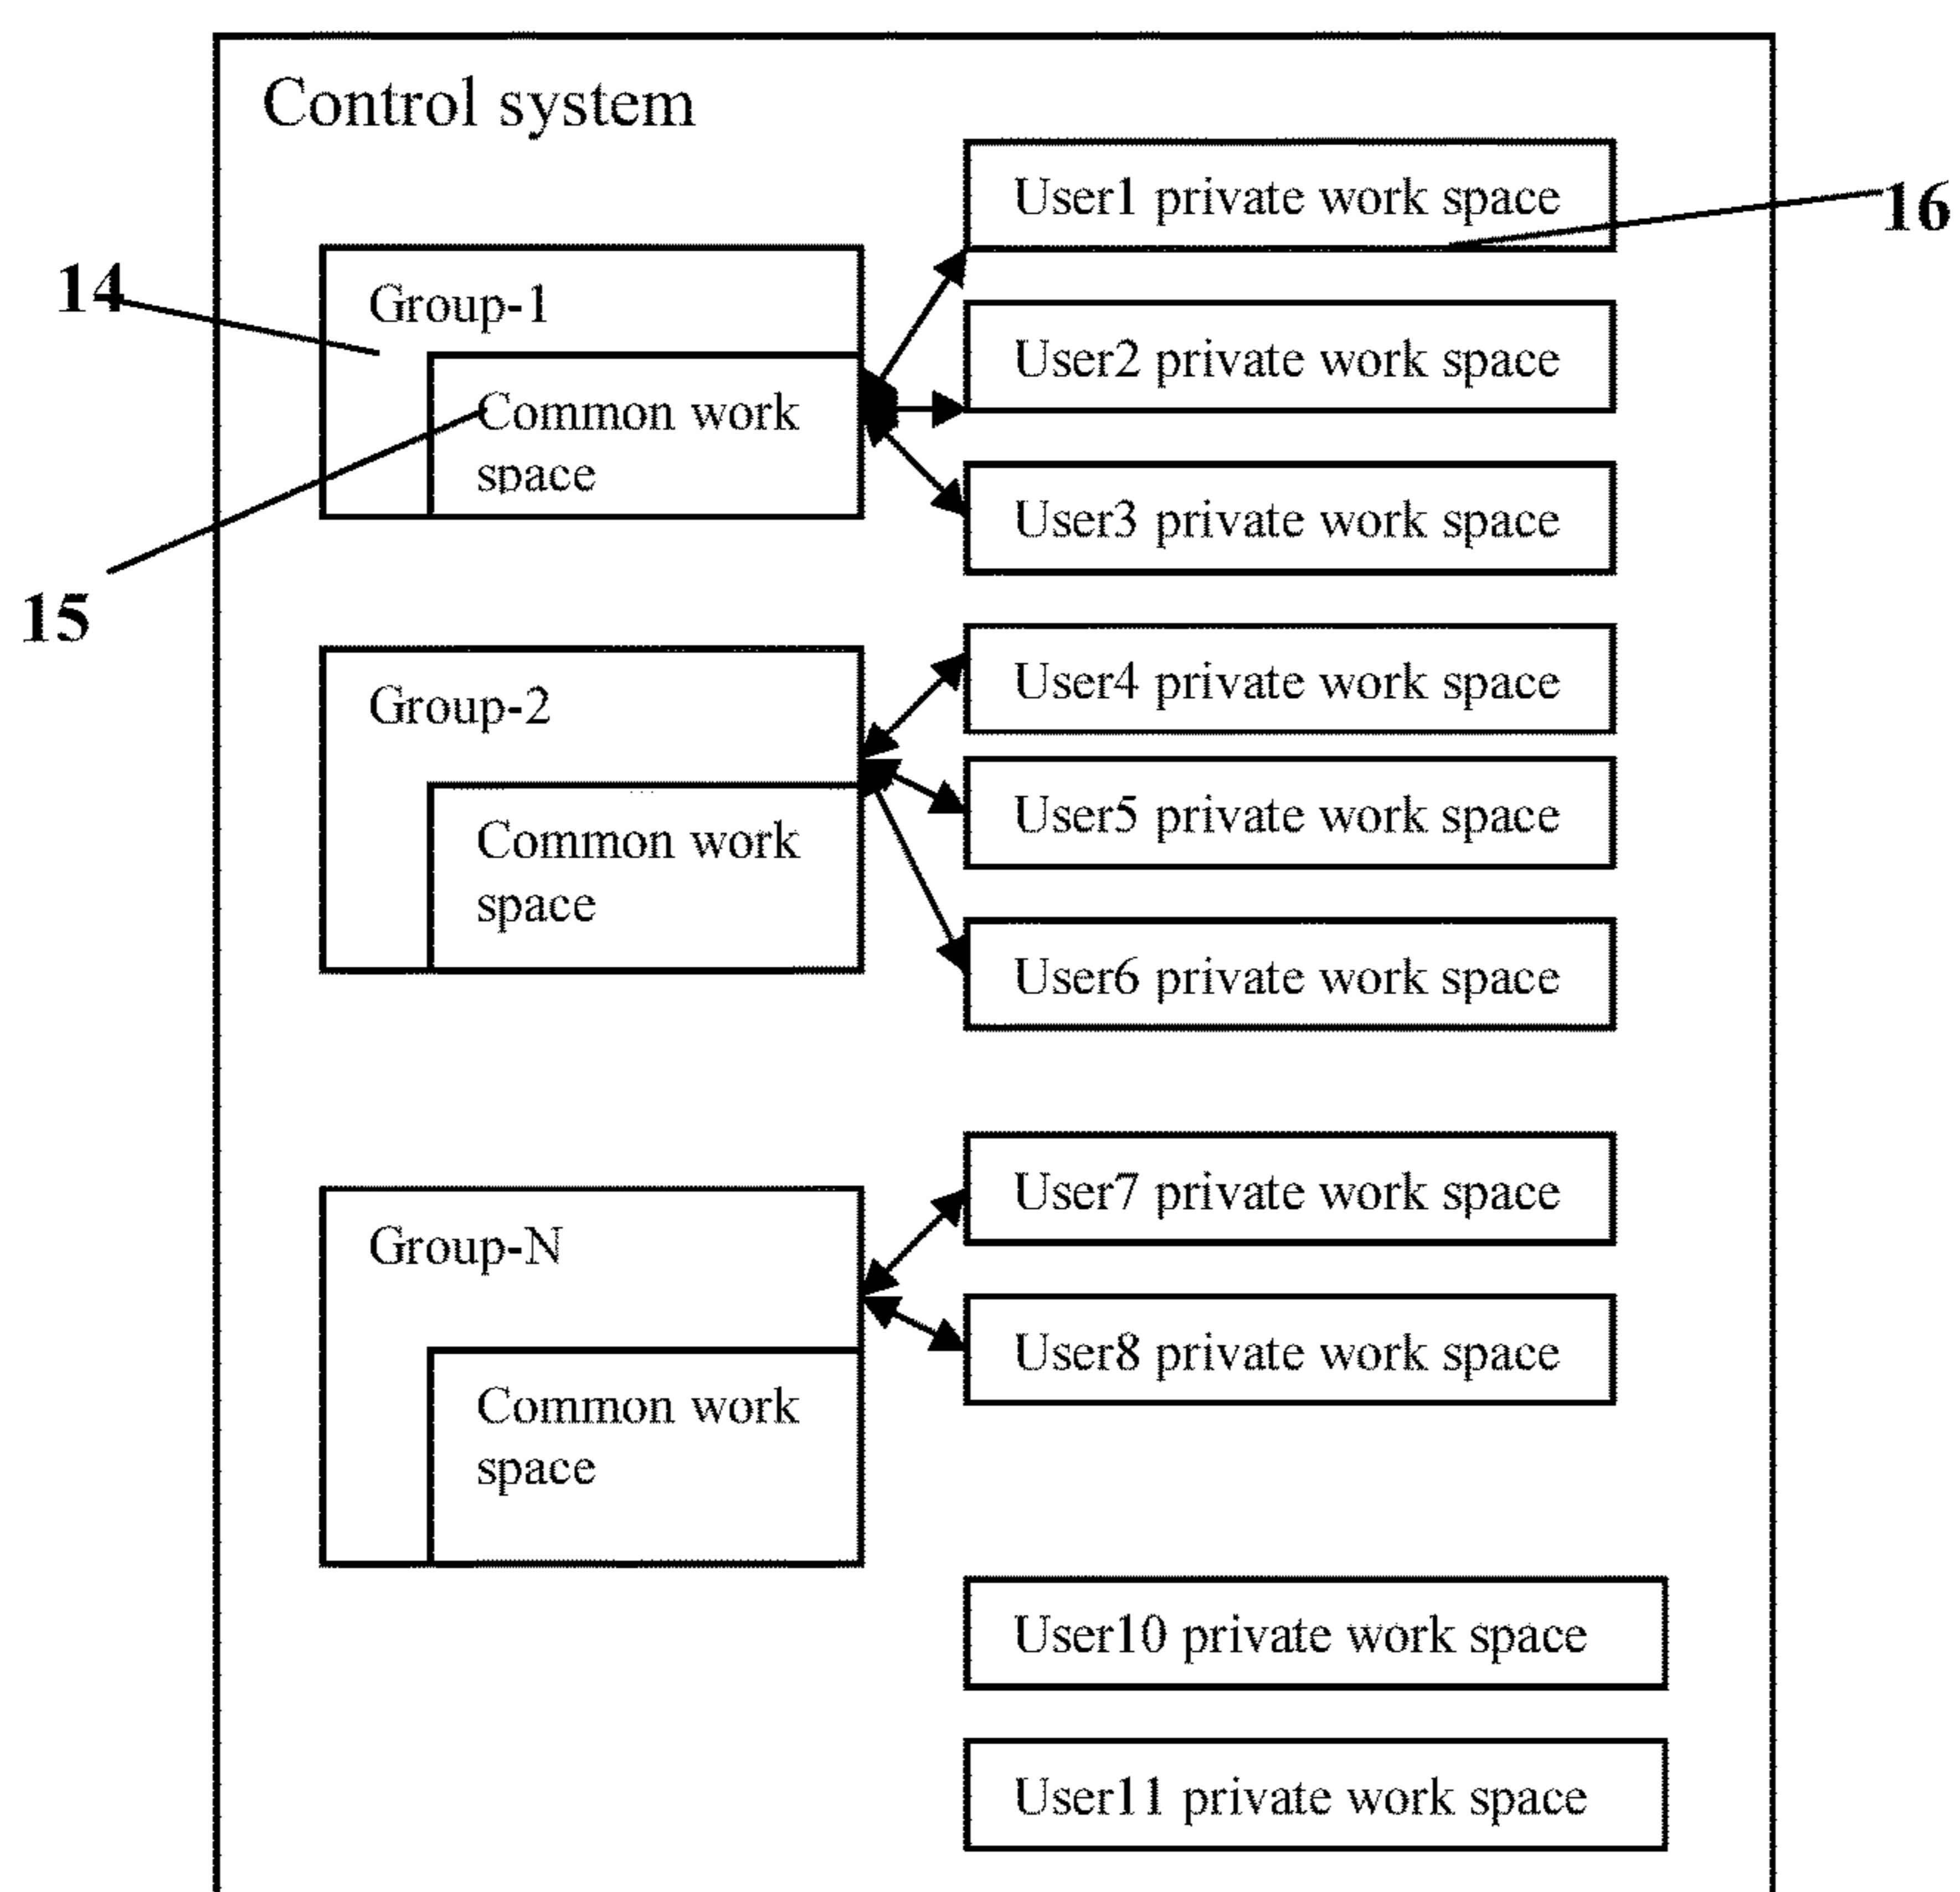 Control system
User1 private work space
16
14
Group-1
User2 private work space
Common work
space
User3 private work space
15
Group-2
User4 private work space
User5 private work space
Common work
space
User6 private work space
User7 private work space
Group-N
User8 private work space
Common work
space
User10 private work space
User11 private work space